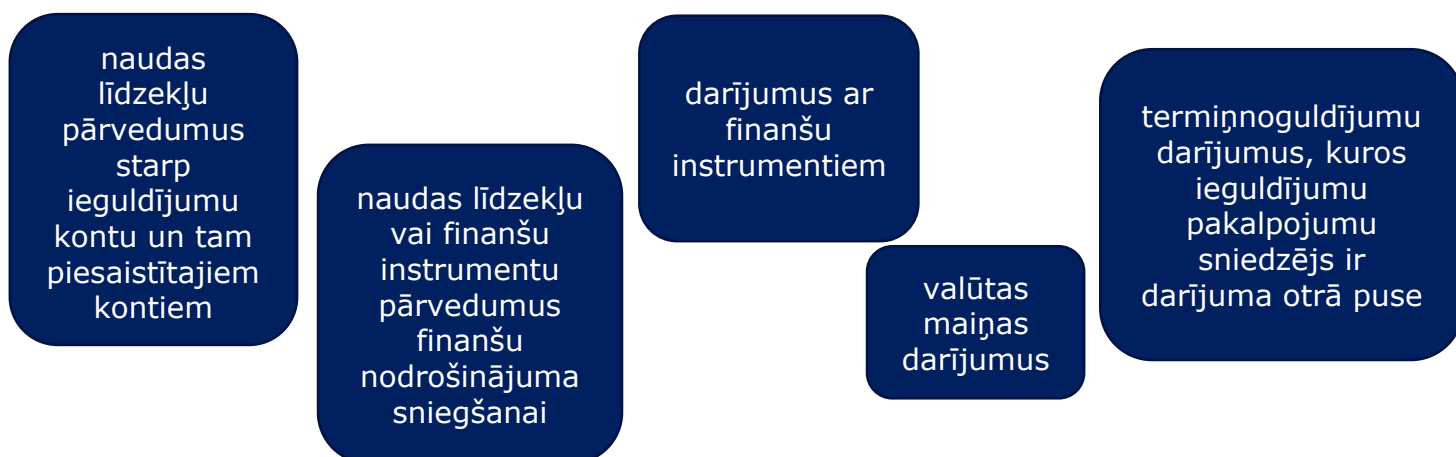 naudas
līdzekļu
pārvedumus
starp
ieguldījumu
kontu un tam
piesaistītajiem
kontiem
naudas līdzekļu
vai finanšu
instrumentu
pārvedumus
finanšu
nodrošinājuma
sniegšanai
darījumus ar
finanšu
instrumentiem
valūtas
maiņas
darījumus
termiņnoguldījumu
darījumus, kuros
ieguldījumu
pakalpojumu
sniedzējs ir
darījuma otrā puse